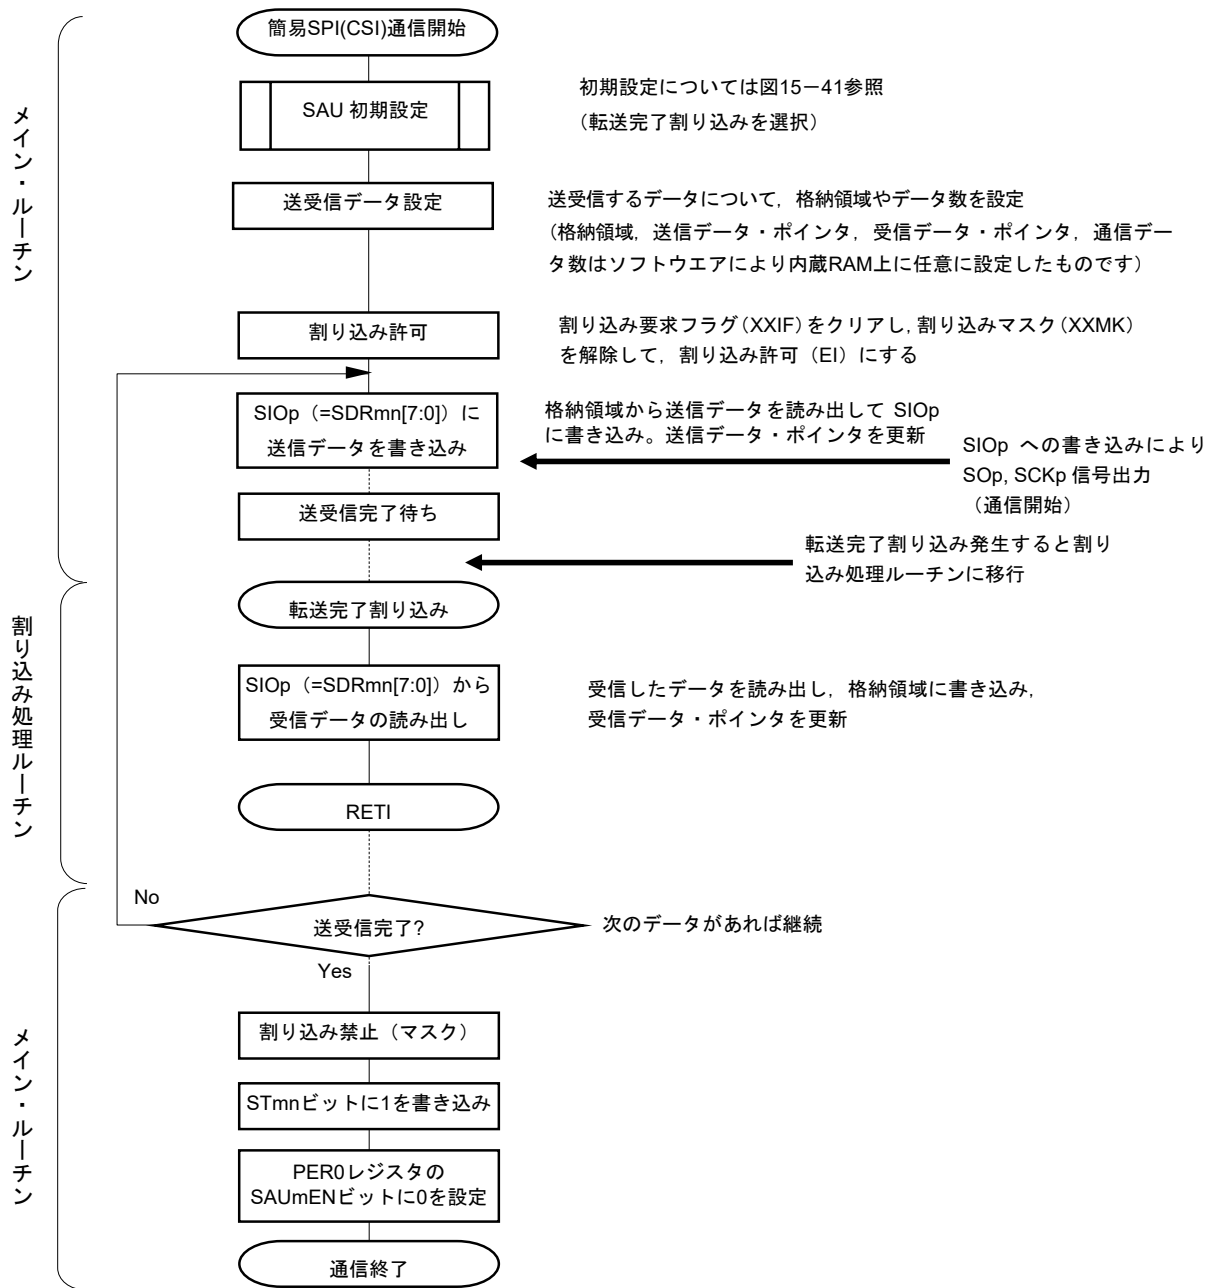 簡易SPI(CSI)通信開始
メイン・ルーチン
SAU 初期設定
初期設定については図15－41参照
（転送完了割り込みを選択）
送受信データ設定
送受信するデータについて，格納領域やデータ数を設定
（格納領域，送信データ・ポインタ，受信データ・ポインタ，通信デー
タ数はソフトウエアにより内蔵RAM上に任意に設定したものです）
割り込み許可
割り込み要求フラグ（XXIF）をクリアし，割り込みマスク（XXMK）
を解除して，割り込み許可（EI）にする
SIOp（=SDRmn[7:0]）に
送信データを書き込み
格納領域から送信データを読み出して SIOp
に書き込み。送信データ・ポインタを更新
SIOp への書き込みにより
SOp, SCKp 信号出力
（通信開始）
送受信完了待ち
転送完了割り込み発生すると割り
込み処理ルーチンに移行
割り込み処理ルーチン
転送完了割り込み
SIOp（=SDRmn[7:0]）から
受信データの読み出し
受信したデータを読み出し，格納領域に書き込み，
受信データ・ポインタを更新
RETI
No
送受信完了?
次のデータがあれば継続
Yes
メイン・ルーチン
割り込み禁止（マスク）
STmnビットに1を書き込み
PER0レジスタの
SAUmENビットに0を設定
通信終了